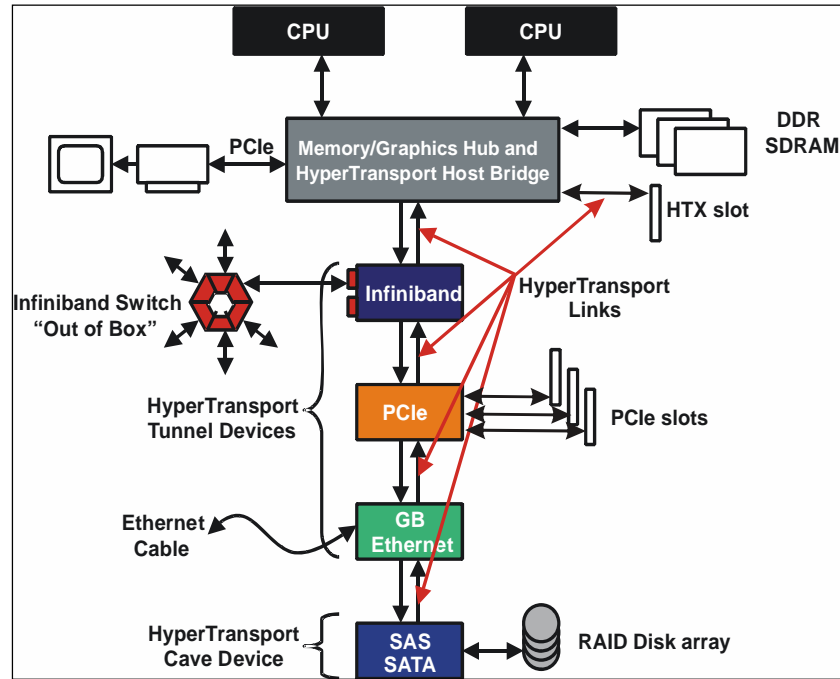 CPU
CPU
PCIe
Memory/Graphics Hub and
HyperTransport Host Bridge
DDR
SDRAM
HTX slot
Infiniband Switch
“Out of Box”
Infiniband
HyperTransport
Links
HyperTransport
Tunnel Devices
PCIe
PCIe slots
Ethernet
Cable
GB
Ethernet
HyperTransport
Cave Device
SAS
SATA
RAID Disk array